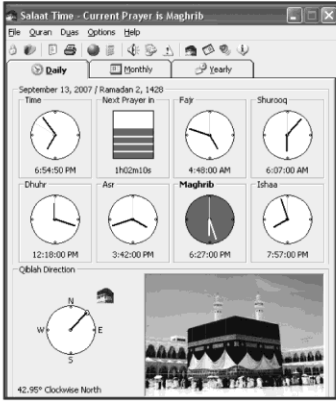 Salaat Time - Current Prayer is Maghrib
File Quran Duas Options Help
Daily Monthly Yearly
September 13, 2007 / Ramadan 2, 1428
Time Next Prayer in Fajr Shurooq
6:54:50 PM 1h02m10s 4:48:00 AM 6:07:00 AM
Dhuhr Asr Maghrib Ishaa
12:18:00 PM 3:42:00 PM 6:27:00 PM 7:57:00 PM
Qiblah Direction
N
W E
S
42.95° Clockwise North